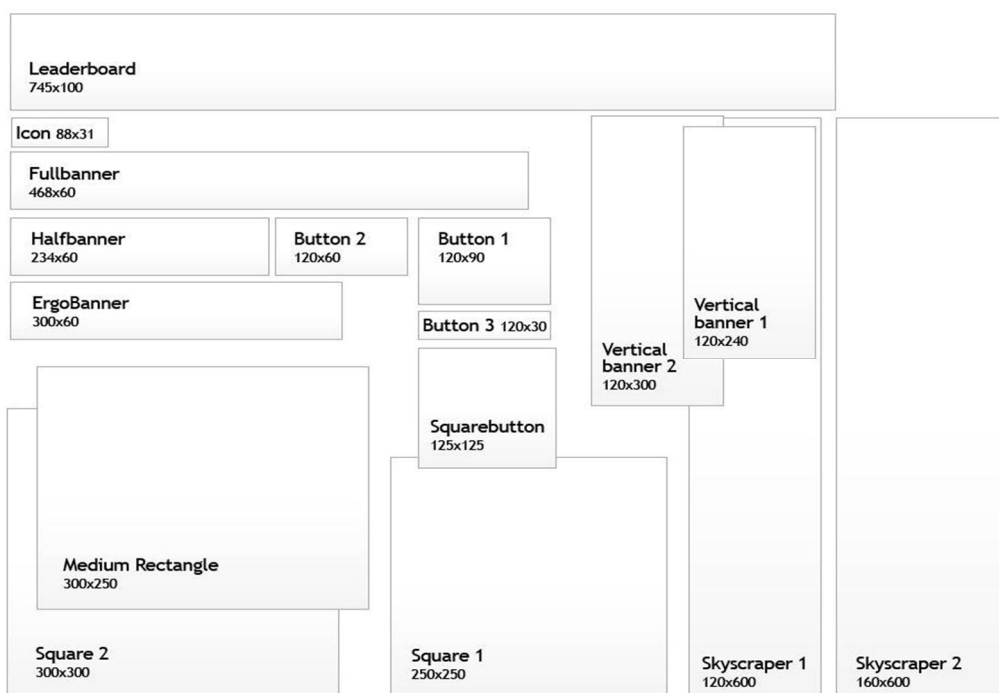 Leaderboard
745x100
Icon 88x31
Fullbanner
468x60
Halfbanner
234x60
Button 2
120x60
Button 1
120x90
ErgoBanner
300x60
Button 3 120x30
Vertical
banner 1
120x240
Vertical
banner 2
120x300
Squarebutton
125x125
Medium Rectangle
300x250
Square 2
300x300
Square 1
250x250
Skyscraper 1
120x600
Skyscraper 2
160x600